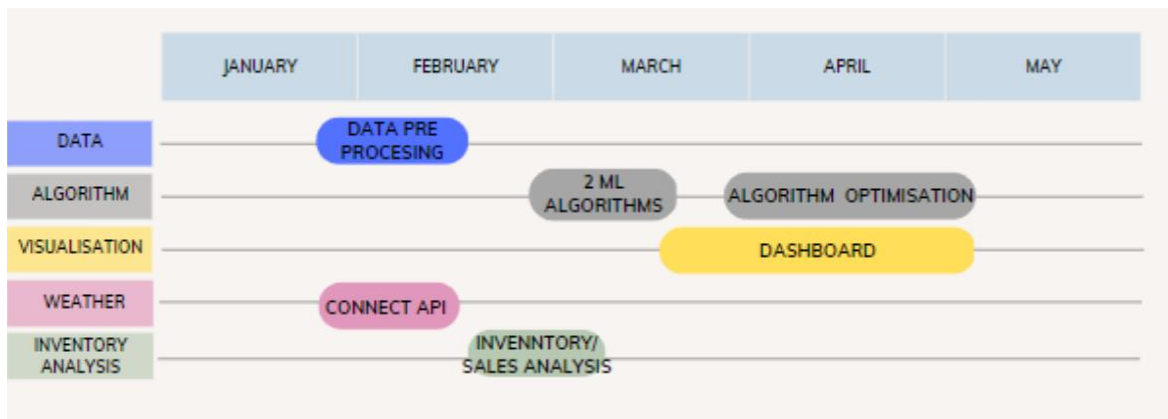 JANUARY
FEBRUARY
MARCH
APRIL
MAY
DATA
DATA PRE
PROCESING
ALGORITHM
2 ML
ALGORITHMS
ALGORITHM OPTIMISATION
VISUALISATION
DASHBOARD
WEATHER
CONNECT API
INVENTORY
ANALYSIS
INVENNTORY/
SALES ANALYSIS